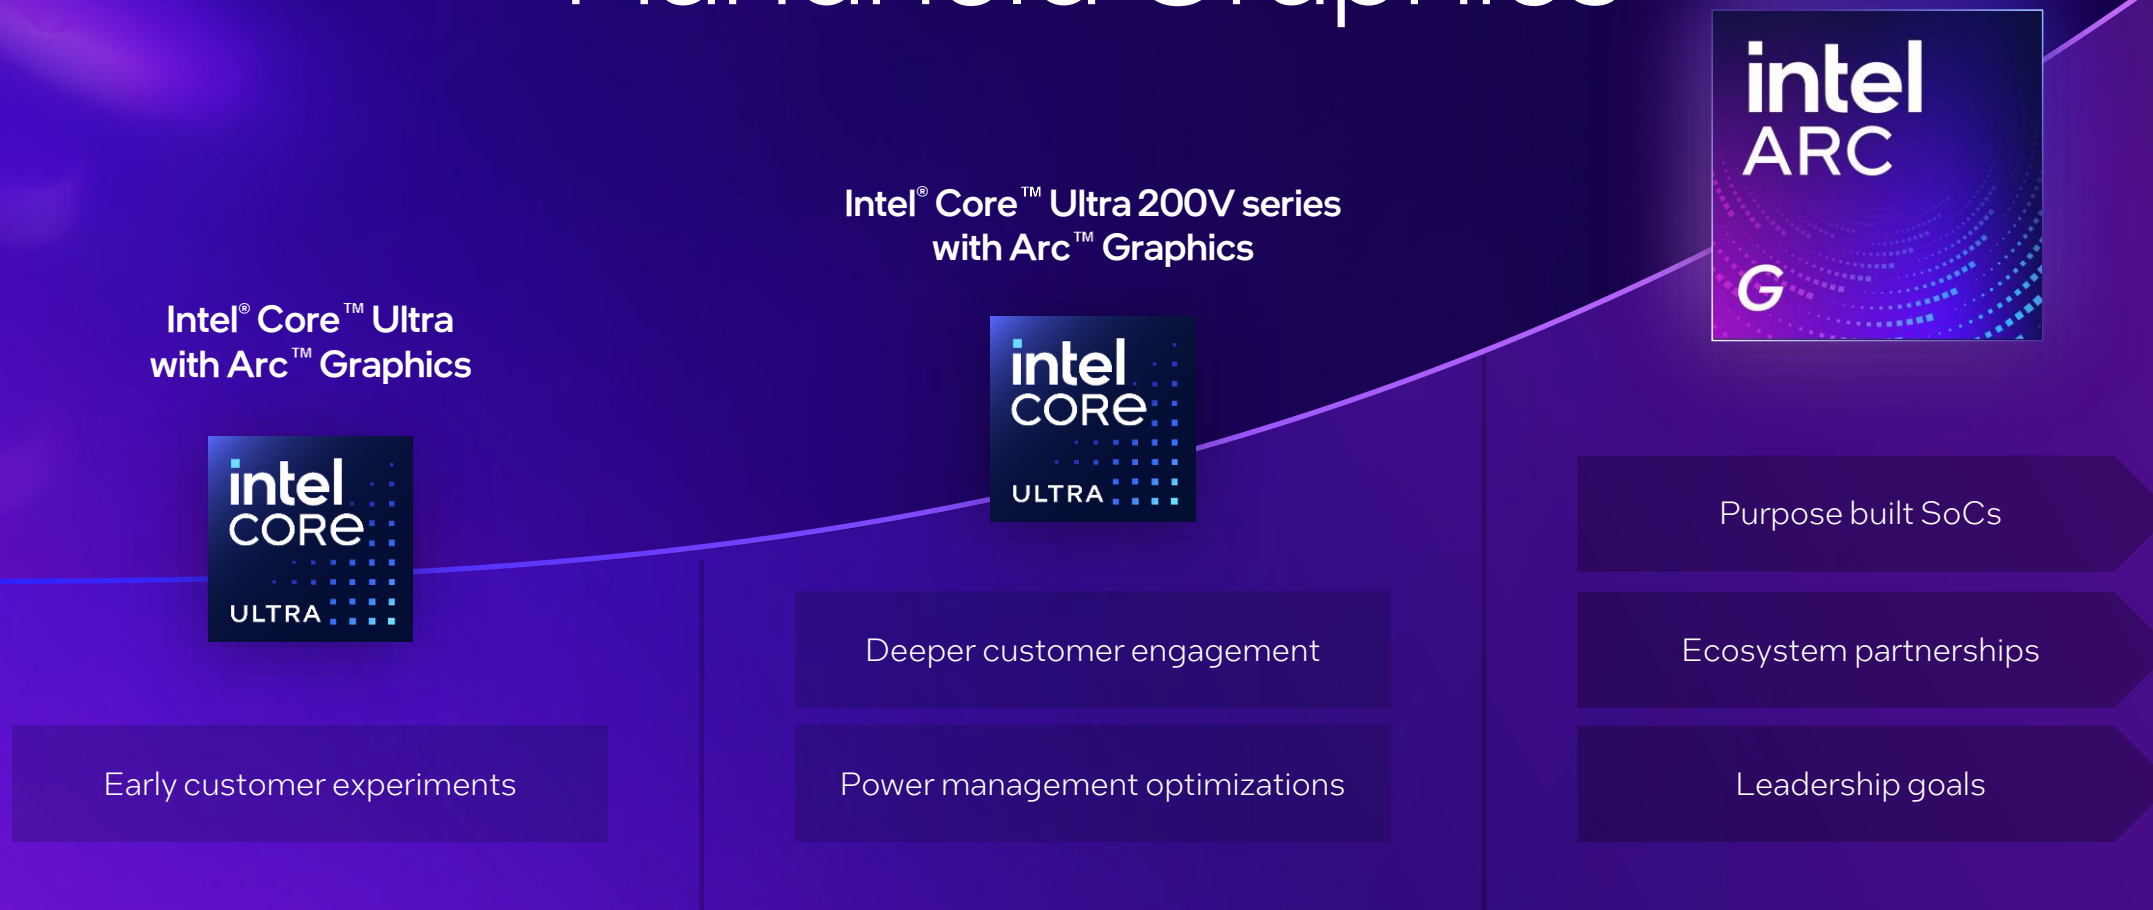 Handheld Graphics
Intel® Core™ Ultra
with Arc™ Graphics
intel
CORE
ULTRA
Early customer experiments
Intel® Core™ Ultra 200V series
with Arc™ Graphics
intel
CORE
ULTRA
Deeper customer engagement
Power management optimizations
intel
ARC
G
Purpose built SoCs
Ecosystem partnerships
Leadership goals